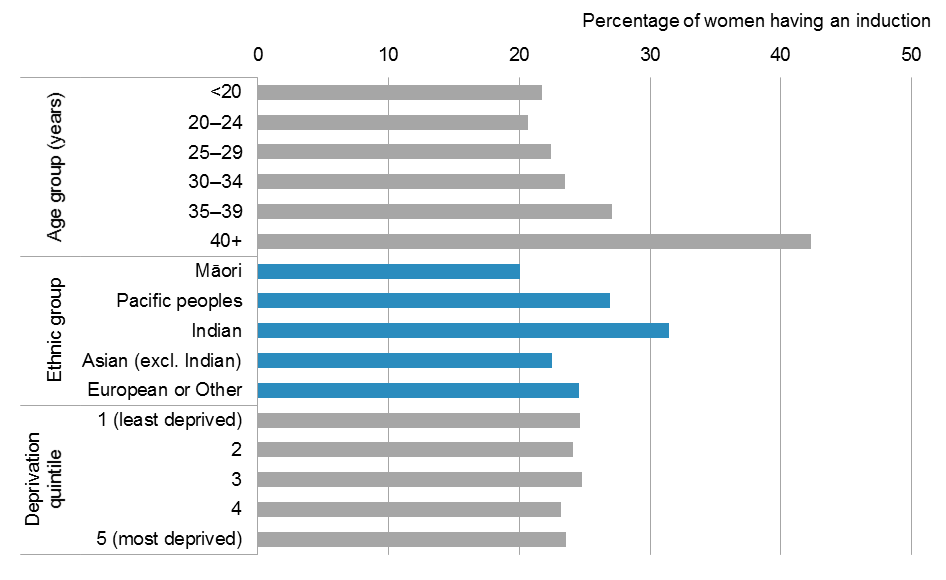 Percentage of women having an induction
0 10 20 30 40 50
Age group (years)
<20
20–24
25–29
30–34
35–39
40+
Ethnic group
Māori
Pacific peoples
Indian
Asian (excl. Indian)
European or Other
Deprivation
quintile
1 (least deprived)
2
3
4
5 (most deprived)